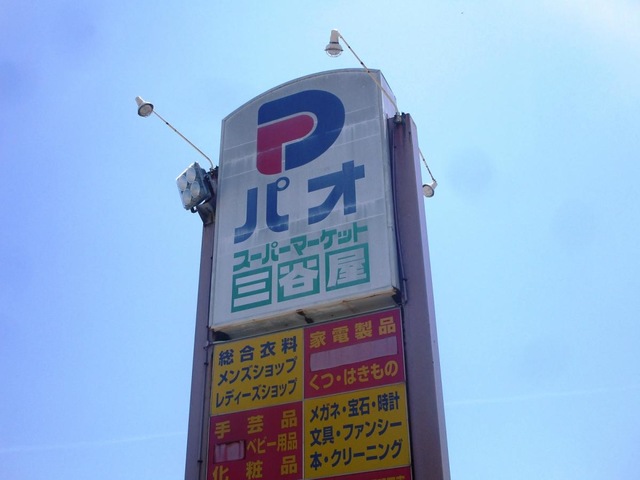 P
パオ
スーパーマーケット
三谷屋
総合衣料
メンズショップ
レディーズショップ
家電製品
くつ・はきもの
手芸品
ベビー用品
化粧品
メガネ・宝石・時計
文具・ファンシー
本・クリーニング